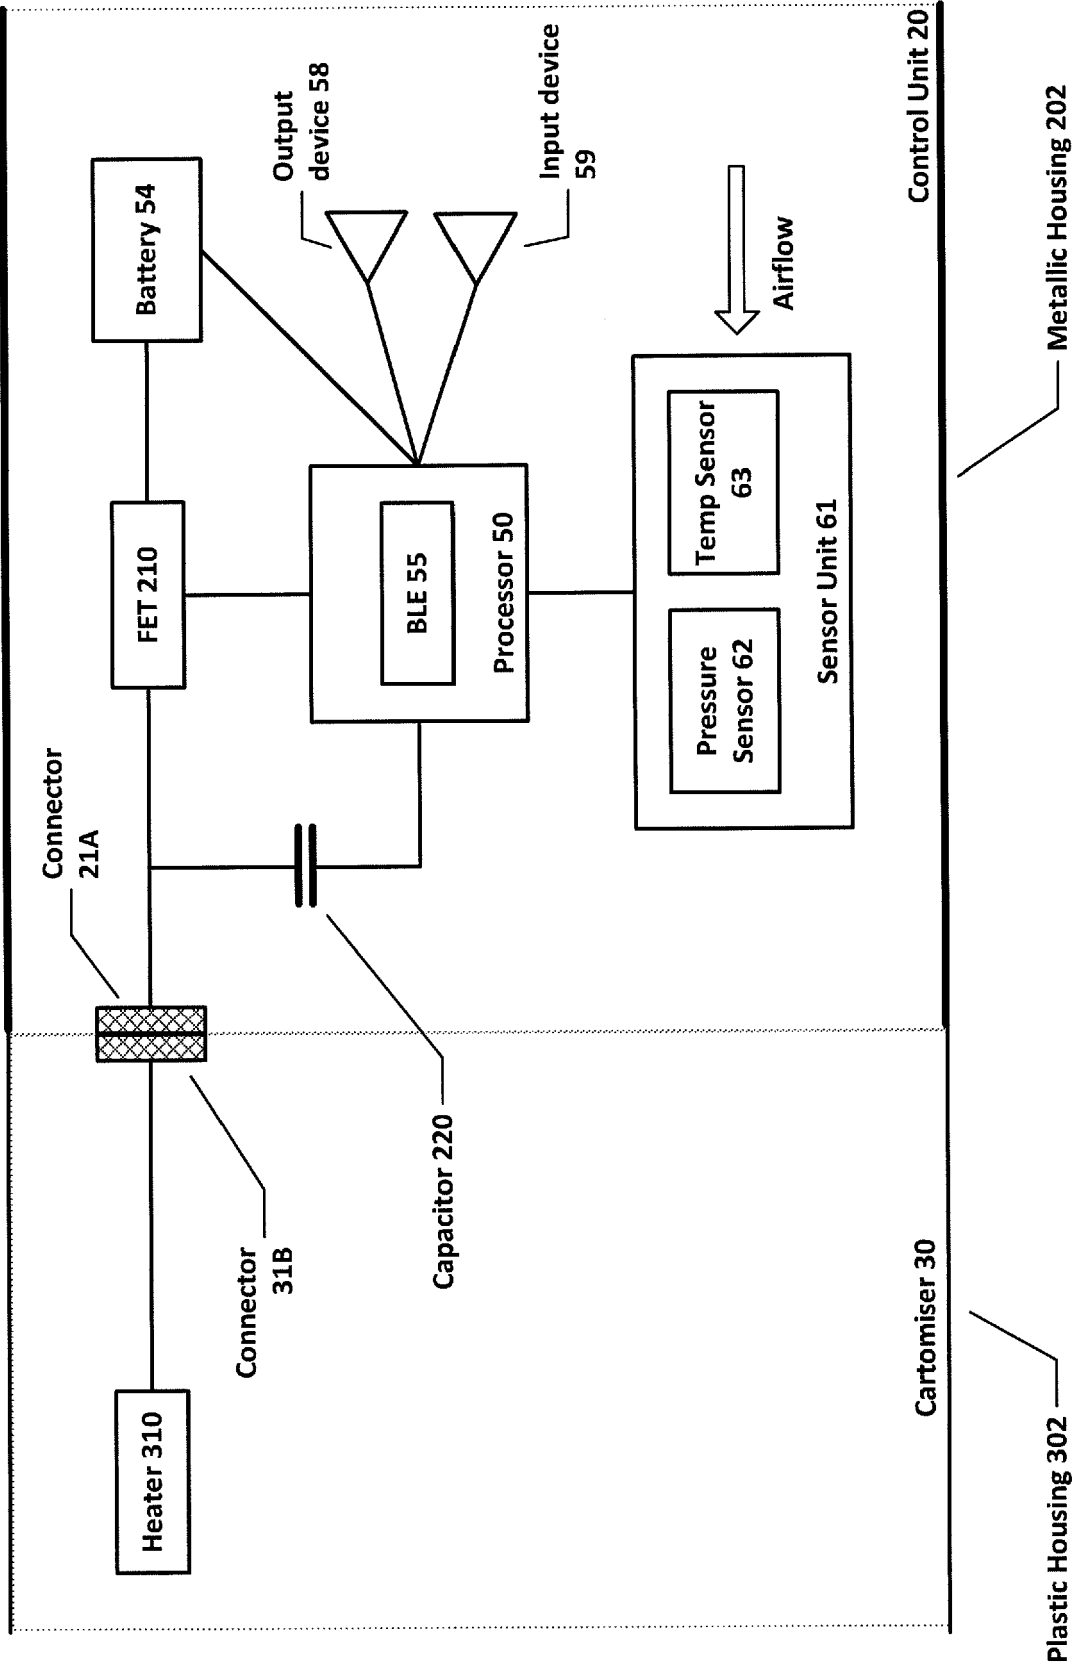 Connector
21A
Battery 54
FET 210
Heater 310
Connector
31B
Output
device 58
Input device
59
BLE 55
Processor 50
Capacitor 220
Pressure
Sensor 62
Temp Sensor
63
Sensor Unit 61
Airflow
Cartomiser 30
Control Unit 20
Plastic Housing 302
Metallic Housing 202